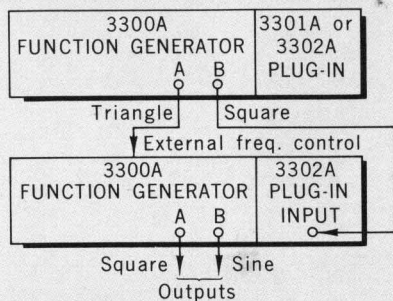 3300A
FUNCTION GENERATOR
A B
3301A or
3302A
PLUG-IN
Triangle Square
External freq. control
3300A
FUNCTION GENERATOR
A B
3302A
PLUG-IN
INPUT
Square Sine
Outputs